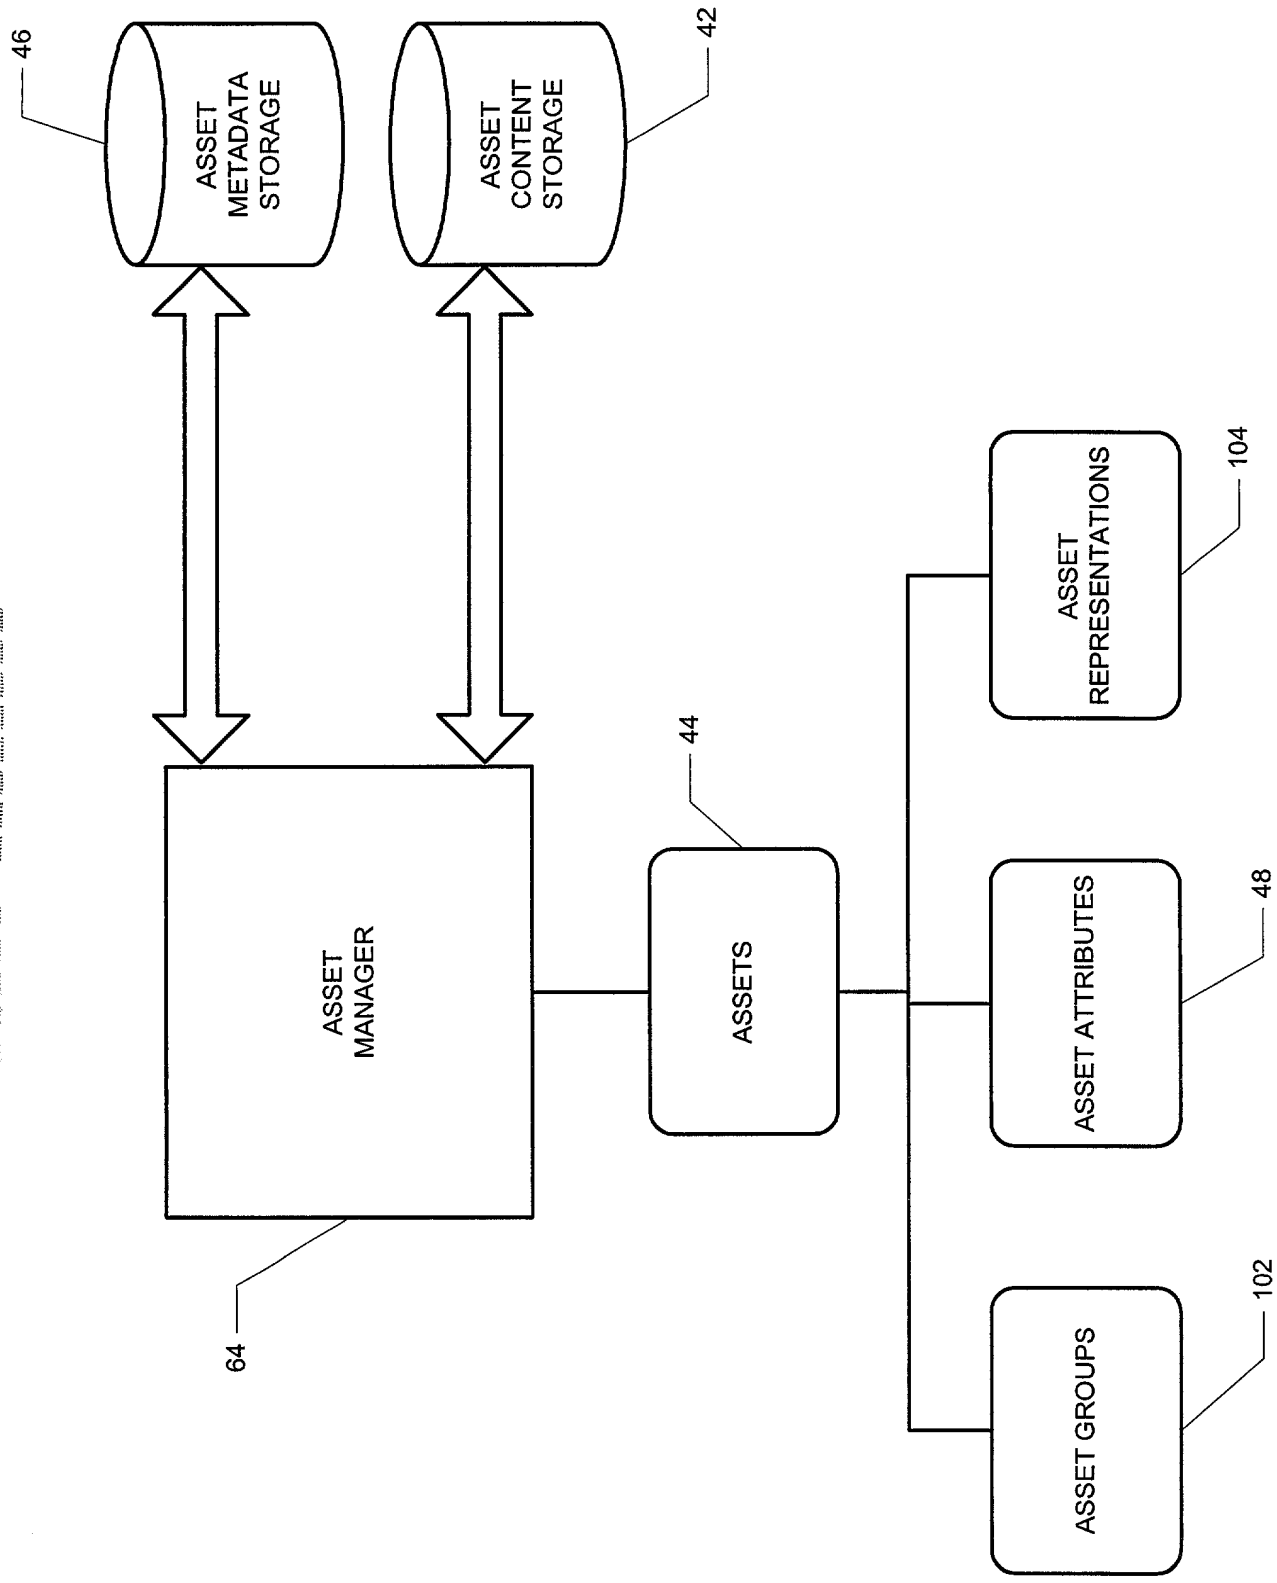 46
ASSET
METADATA
STORAGE
ASSET
CONTENT
STORAGE
42
ASSET
MANAGER
64
ASSETS
44
ASSET GROUPS
102
ASSET ATTRIBUTES
48
ASSET
REPRESENTATIONS
104